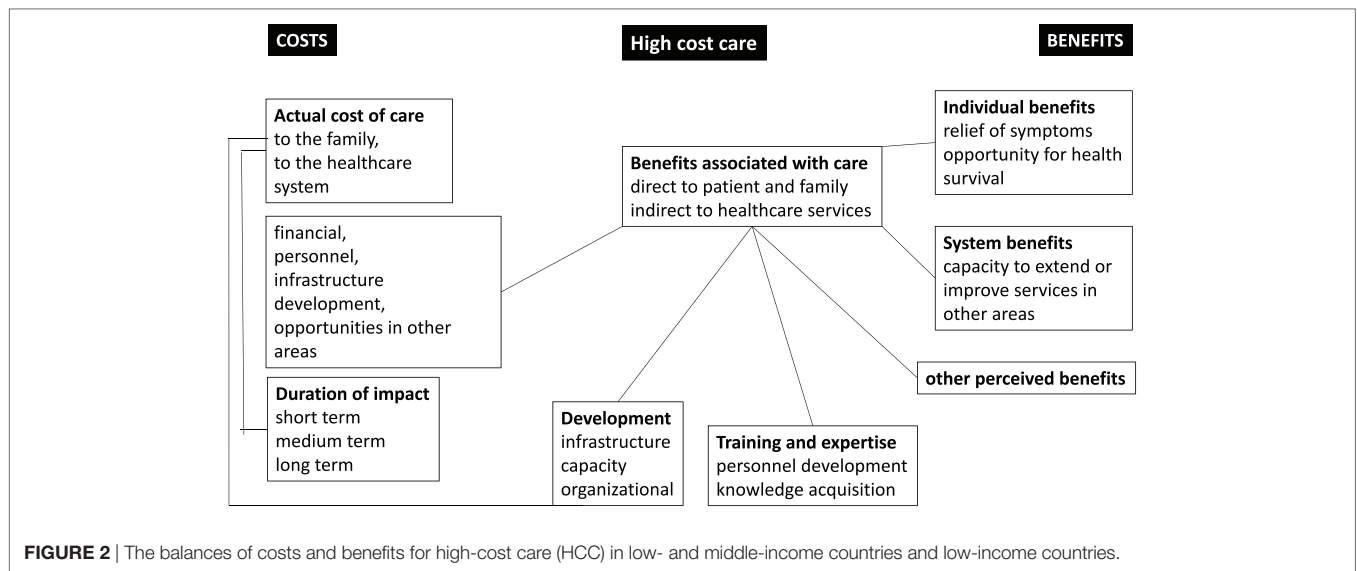 COSTS
High cost care
BENEFITS
Actual cost of care
to the family,
to the healthcare
system
financial,
personnel,
infrastructure
development,
opportunities in other
areas
Duration of impact
short term
medium term
long term
Benefits associated with care
direct to patient and family
indirect to healthcare services
Individual benefits
relief of symptoms
opportunity for health
survival
System benefits
capacity to extend or
improve services in
other areas
other perceived benefits
Development
infrastructure
capacity
organizational
Training and expertise
personnel development
knowledge acquisition
FIGURE 2 | The balances of costs and benefits for high-cost care (HCC) in low- and middle-income countries and low-income countries.